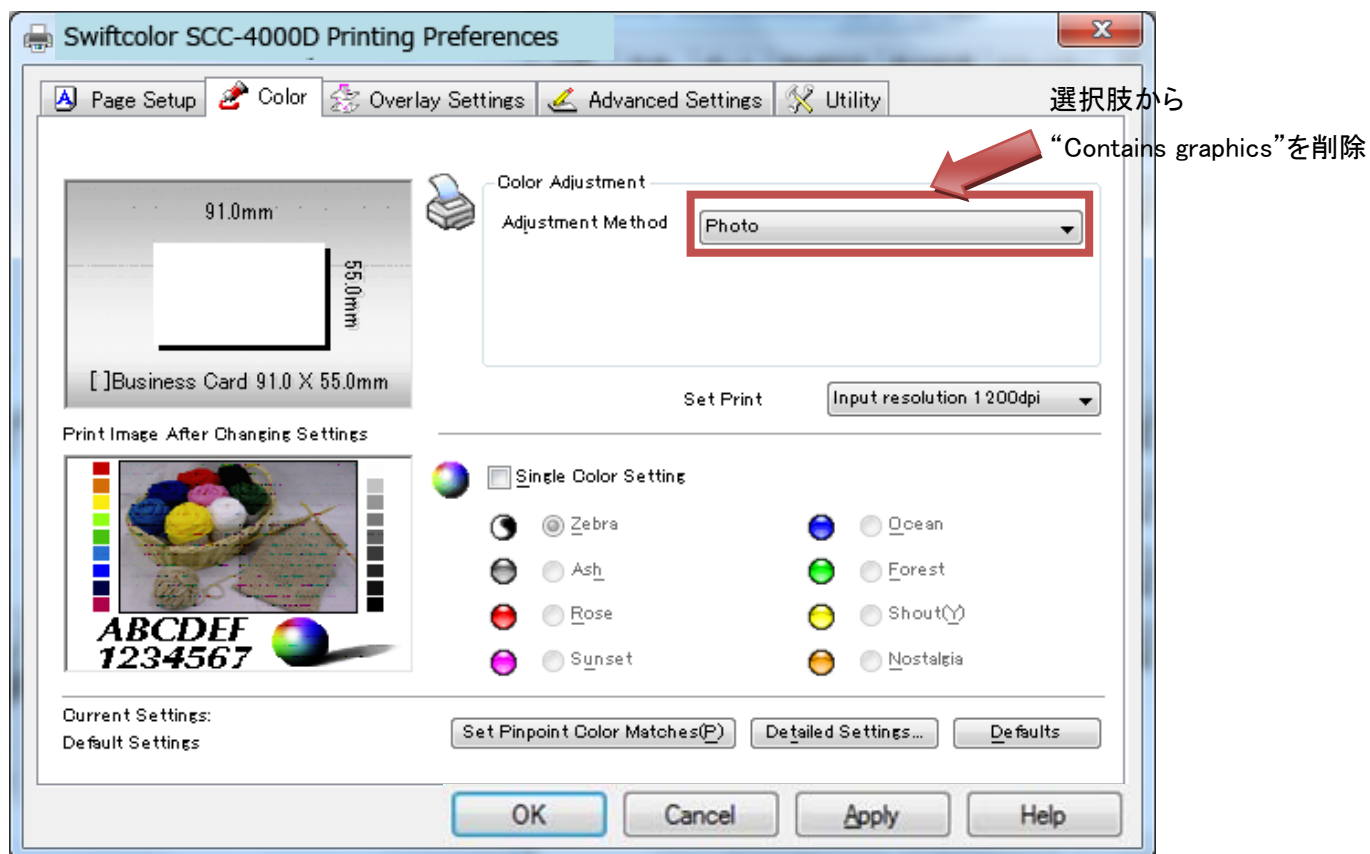 Swiftcolor SCC-4000D Printing Preferences
Page Setup
Color
Overlay Settings
Advanced Settings
Utility
選択肢から
“Contains graphics”を削除
91.0mm
55.0mm
[ ]Business Card 91.0 X 55.0mm
Color Adjustment
Adjustment Method
Photo
Set Print
Input resolution 1200dpi
Print Image After Changing Settings
ABCDEF
1234567
Single Color Setting
Zebra
Ocean
Ash
Forest
Rose
Shout(Y)
Sunset
Nostalgia
Current Settings:
Default Settings
Set Pinpoint Color Matches(P)
Detailed Settings...
Defaults
OK
Cancel
Apply
Help